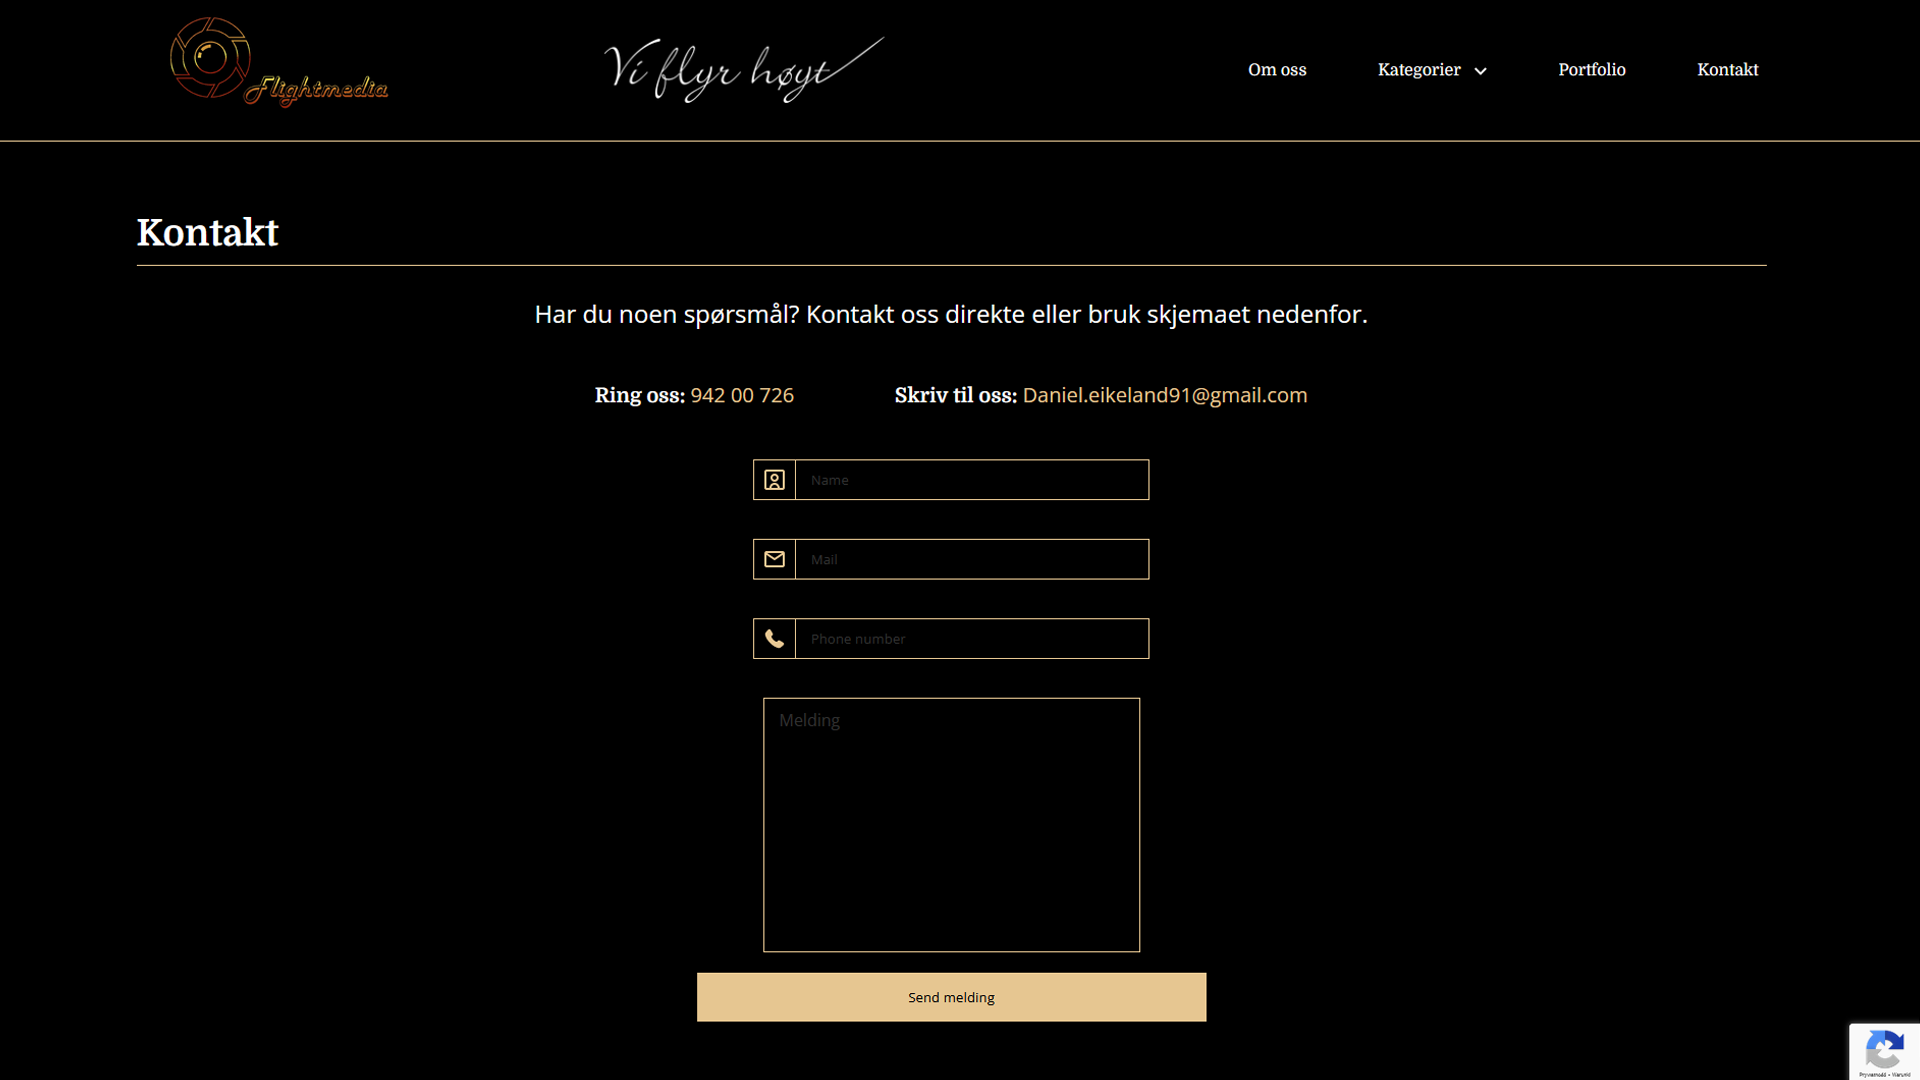 Flightmedia
Vi flyr høyt
Om oss
Kategorier
Portfolio
Kontakt
Kontakt
Har du noen spørsmål? Kontakt oss direkte eller bruk skjemaet nedenfor.
Ring oss: 942 00 726
Skriv til oss: Daniel.eikeland91@gmail.com
Name
Mail
Phone number
Melding
Send melding